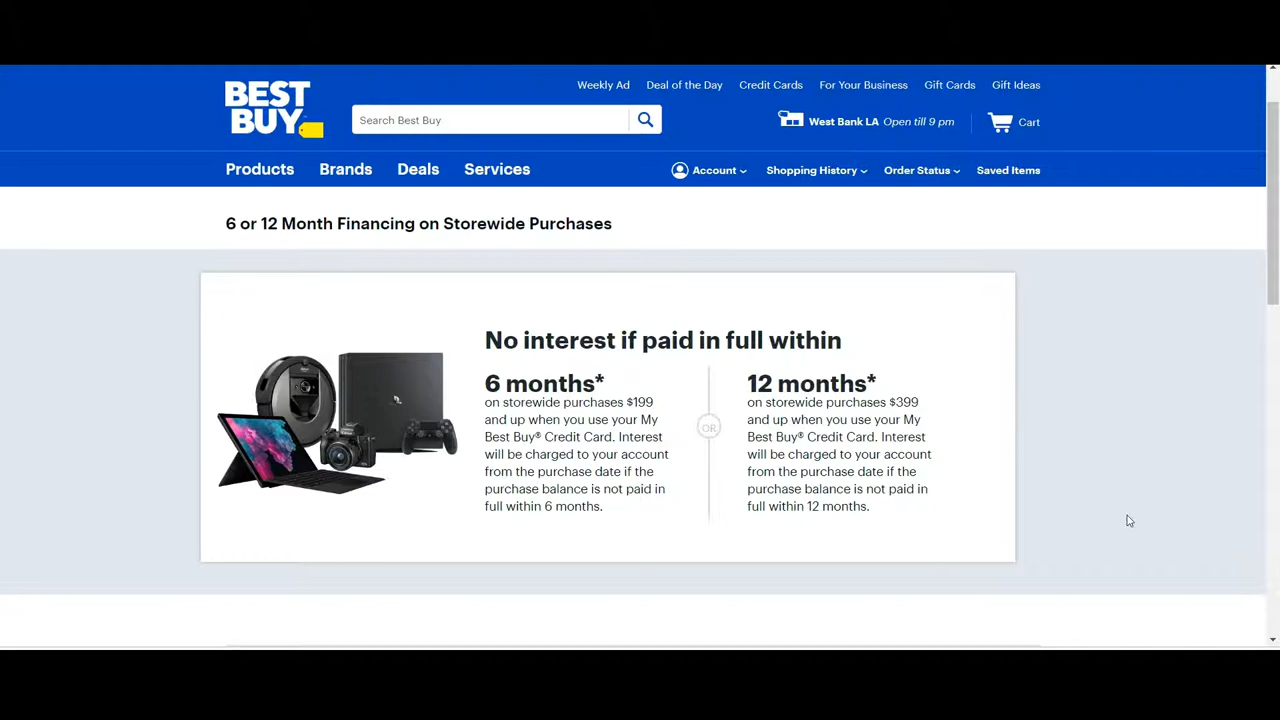 Weekly Ad Deal of the Day Credit Cards For Your Business Gift Cards Gift Ideas
BEST
BUY
Search Best Buy
West Bank LA Open till 9 pm
Cart
Products Brands Deals Services
Account Shopping History Order Status Saved Items
6 or 12 Month Financing on Storewide Purchases
No interest if paid in full within
6 months*
on storewide purchases $199
and up when you use your My
Best Buy® Credit Card. Interest
will be charged to your account
from the purchase date if the
purchase balance is not paid in
full within 6 months.
OR
12 months*
on storewide purchases $399
and up when you use your My
Best Buy® Credit Card. Interest
will be charged to your account
from the purchase date if the
purchase balance is not paid in
full within 12 months.